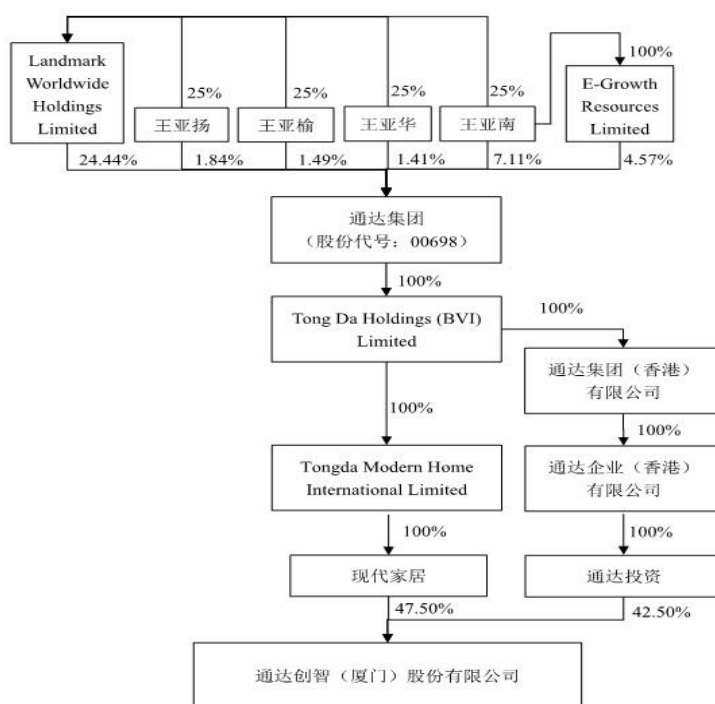 Landmark
Worldwide
Holdings
Limited
25%
25%
25%
25%
100%
E-Growth
Resources
Limited
王亚扬
王亚榆
王亚华
王亚南
24.44%
1.84%
1.49%
1.41%
7.11%
4.57%
通达集团
（股份代号：00698）
100%
Tong Da Holdings (BVI)
Limited
100%
通达集团（香港）
有限公司
100%
100%
Tongda Modern Home
International Limited
通达企业（香港）
有限公司
100%
100%
现代家居
通达投资
47.50%
42.50%
通达创智（厦门）股份有限公司